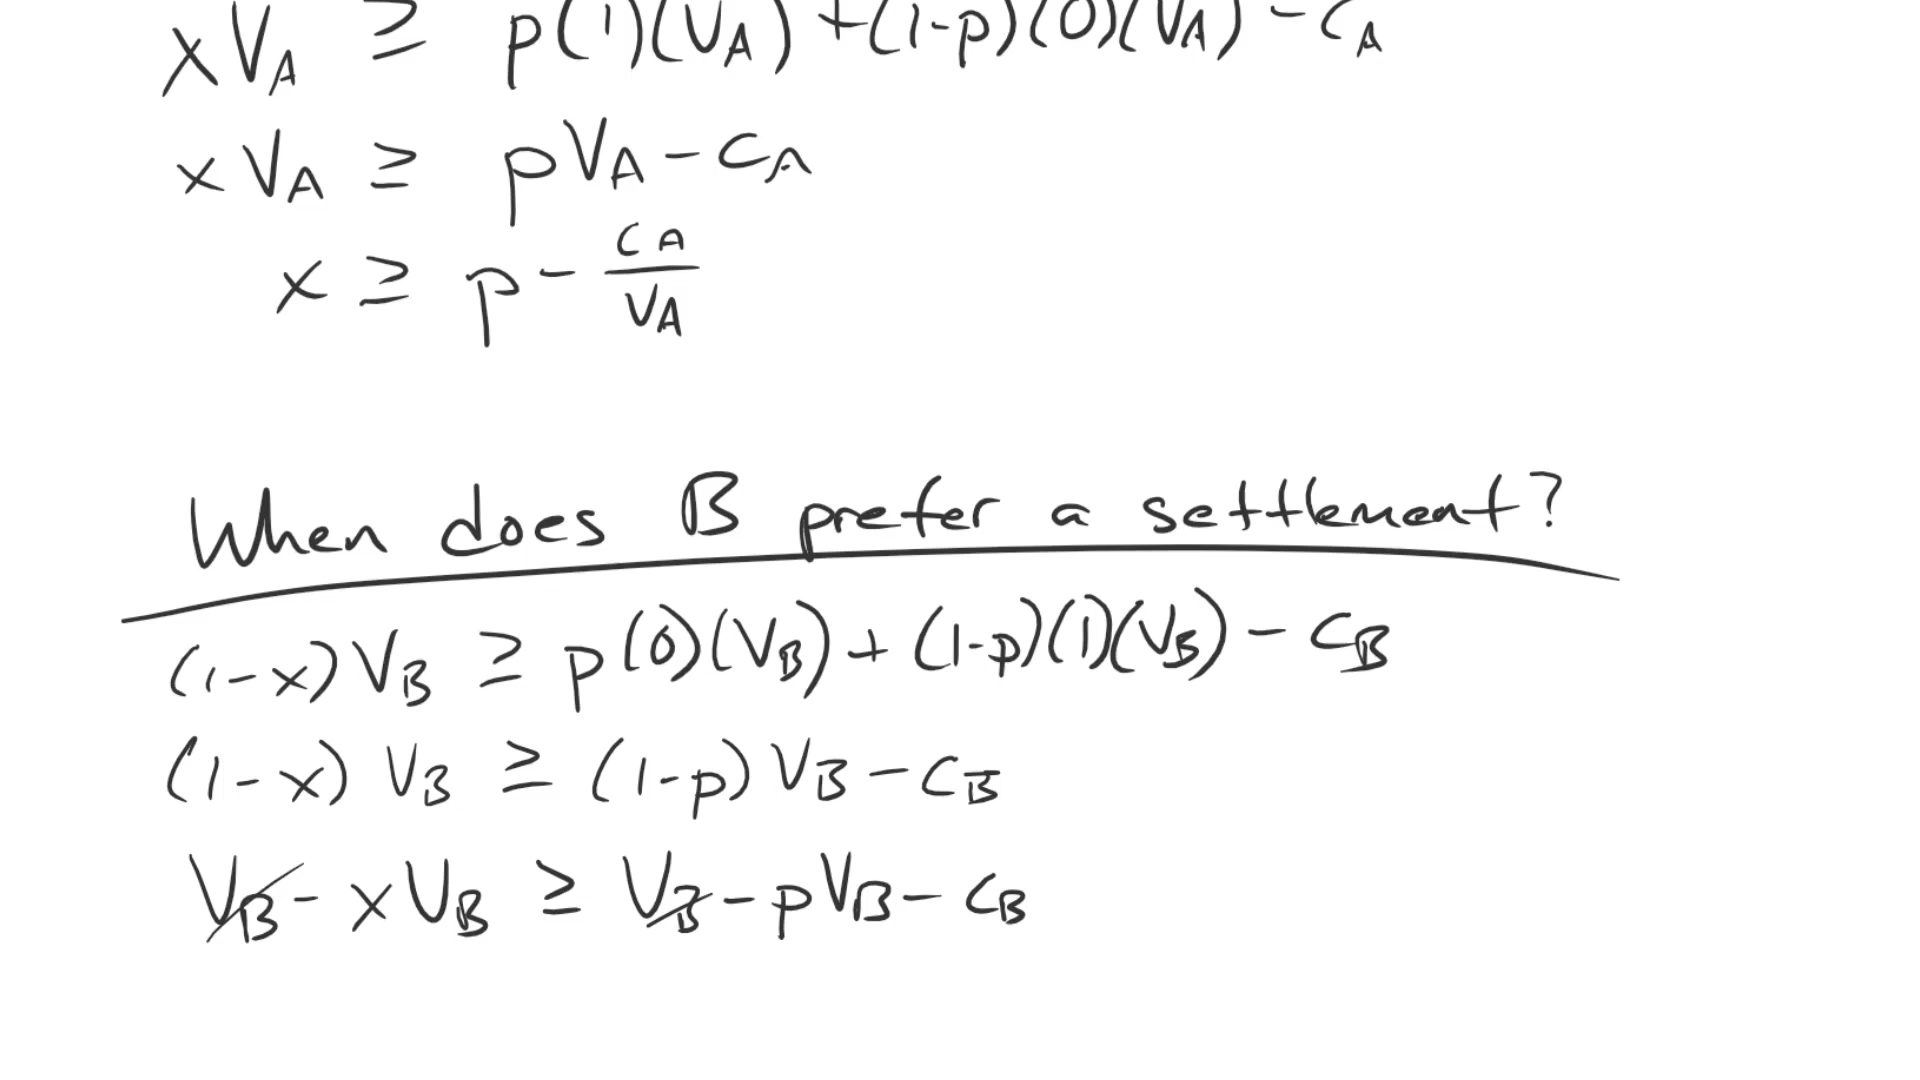 xV_A ≥ p(1)(V_A) + (1-p)(0)(V_A) - C_A
xV_A ≥ pV_A - C_A
x ≥ p - C_A/V_A
When does B prefer a settlement?
(1-x)V_B ≥ p(0)(V_B) + (1-p)(1)(V_B) - C_B
(1-x)V_B ≥ (1-p)V_B - C_B
V_B - xV_B ≥ V_B - pV_B - C_B